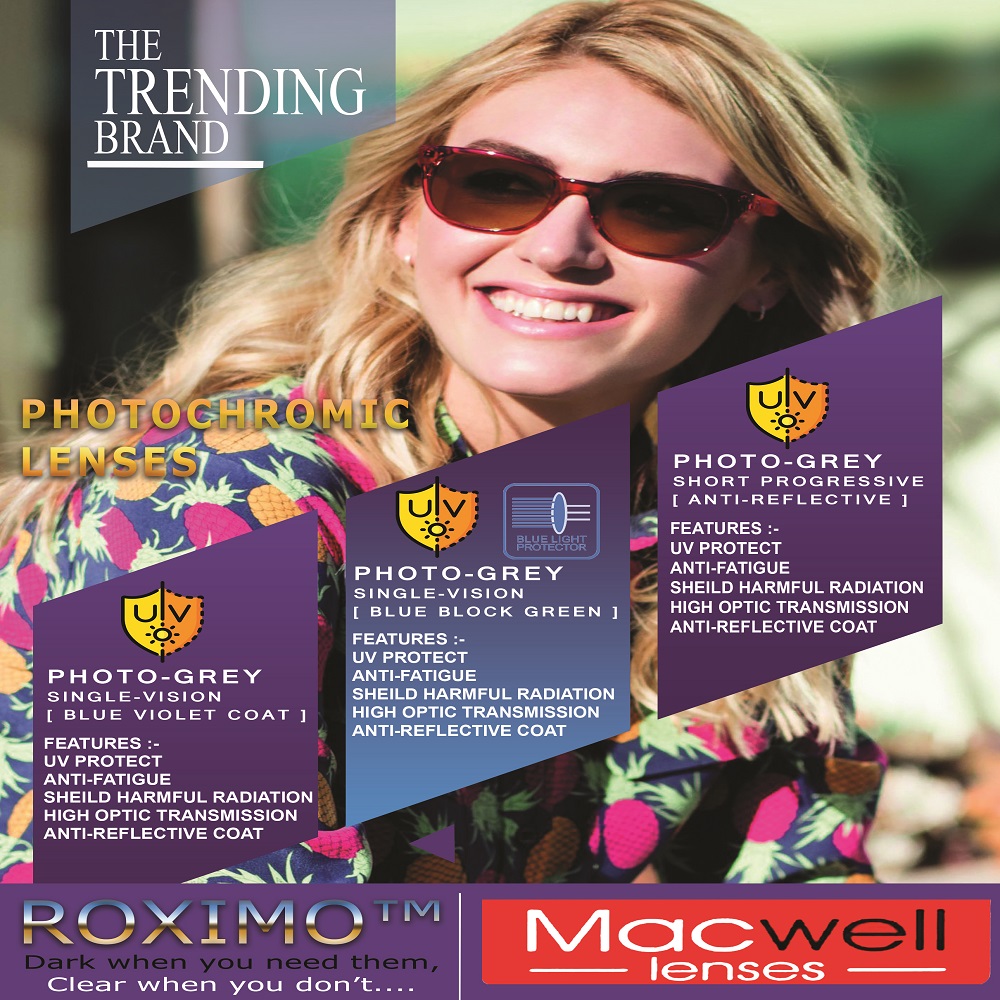 THE
TRENDING
BRAND
PHOTOCHROMIC
LENSES
UV
PHOTO-GREY
SINGLE-VISION
[ BLUE VIOLET COAT ]
FEATURES :-
UV PROTECT
ANTI-FATIGUE
SHEILD HARMFUL RADIATION
HIGH OPTIC TRANSMISSION
ANTI-REFLECTIVE COAT
UV
BLUE LIGHT
PROTECTOR
PHOTO-GREY
SINGLE-VISION
[ BLUE BLOCK GREEN ]
FEATURES :-
UV PROTECT
ANTI-FATIGUE
SHEILD HARMFUL RADIATION
HIGH OPTIC TRANSMISSION
ANTI-REFLECTIVE COAT
UV
PHOTO-GREY
SHORT PROGRESSIVE
[ ANTI-REFLECTIVE ]
FEATURES :-
UV PROTECT
ANTI-FATIGUE
SHEILD HARMFUL RADIATION
HIGH OPTIC TRANSMISSION
ANTI-REFLECTIVE COAT
ROXIMO™
Dark when you need them,
Clear when you don't....
Macwell
lenses